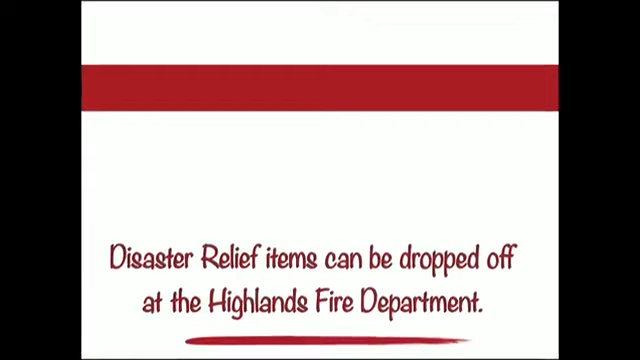 Disaster Relief items can be dropped off
at the Highlands Fire Department.